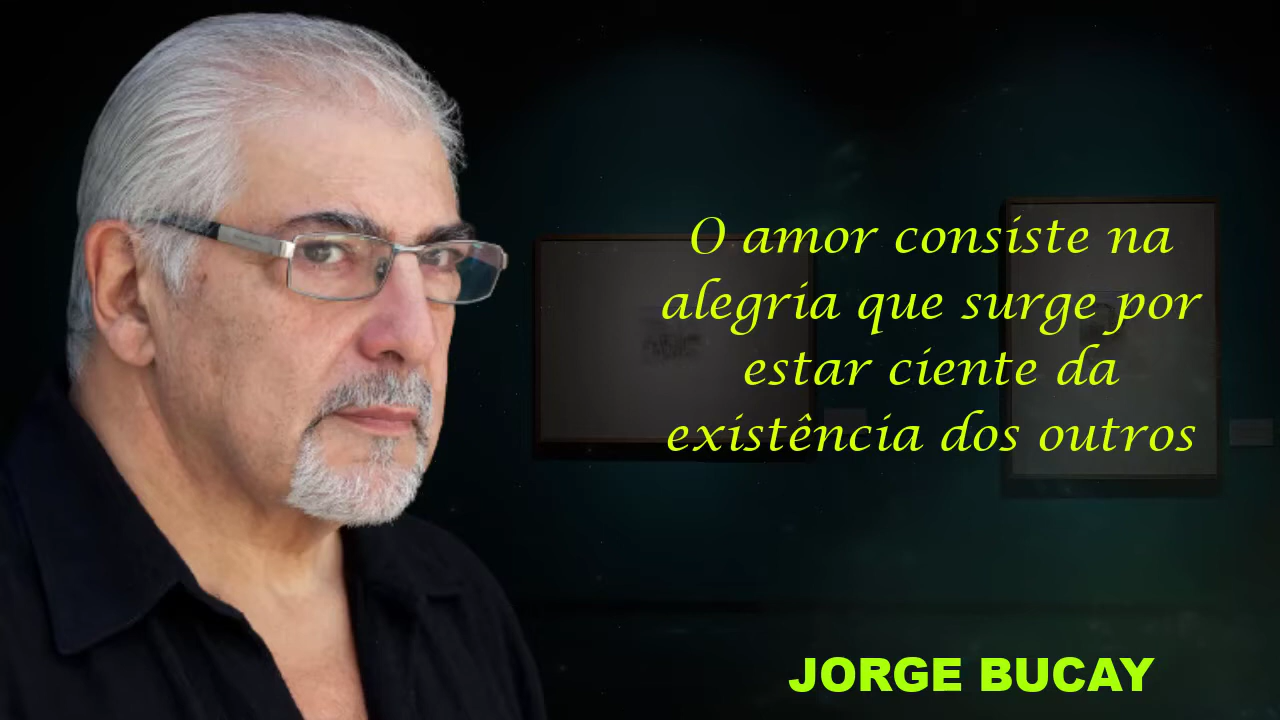 O amor consiste na
alegria que surge por
estar ciente da
existência dos outros
JORGE BUCAY